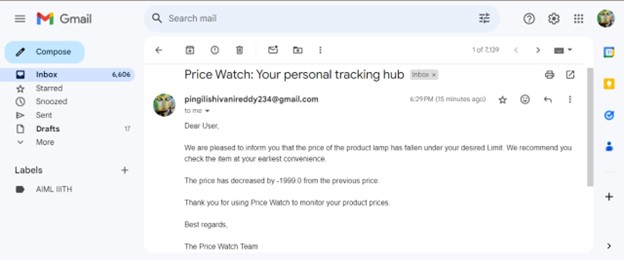 Gmail
Search mail
Compose
1 of 7,139
Inbox 6,606
Starred
Snoozed
Sent
Drafts 17
More
Labels
AIML IIITH
Price Watch: Your personal tracking hub Inbox ×
pingilishivanireddy234@gmail.com 6:29 PM (15 minutes ago)
to me
Dear User,
We are pleased to inform you that the price of the product lamp has fallen under your desired Limit. We recommend you
check the item at your earliest convenience.
The price has decreased by -1999.0 from the previous price.
Thank you for using Price Watch to monitor your product prices.
Best regards,
The Price Watch Team